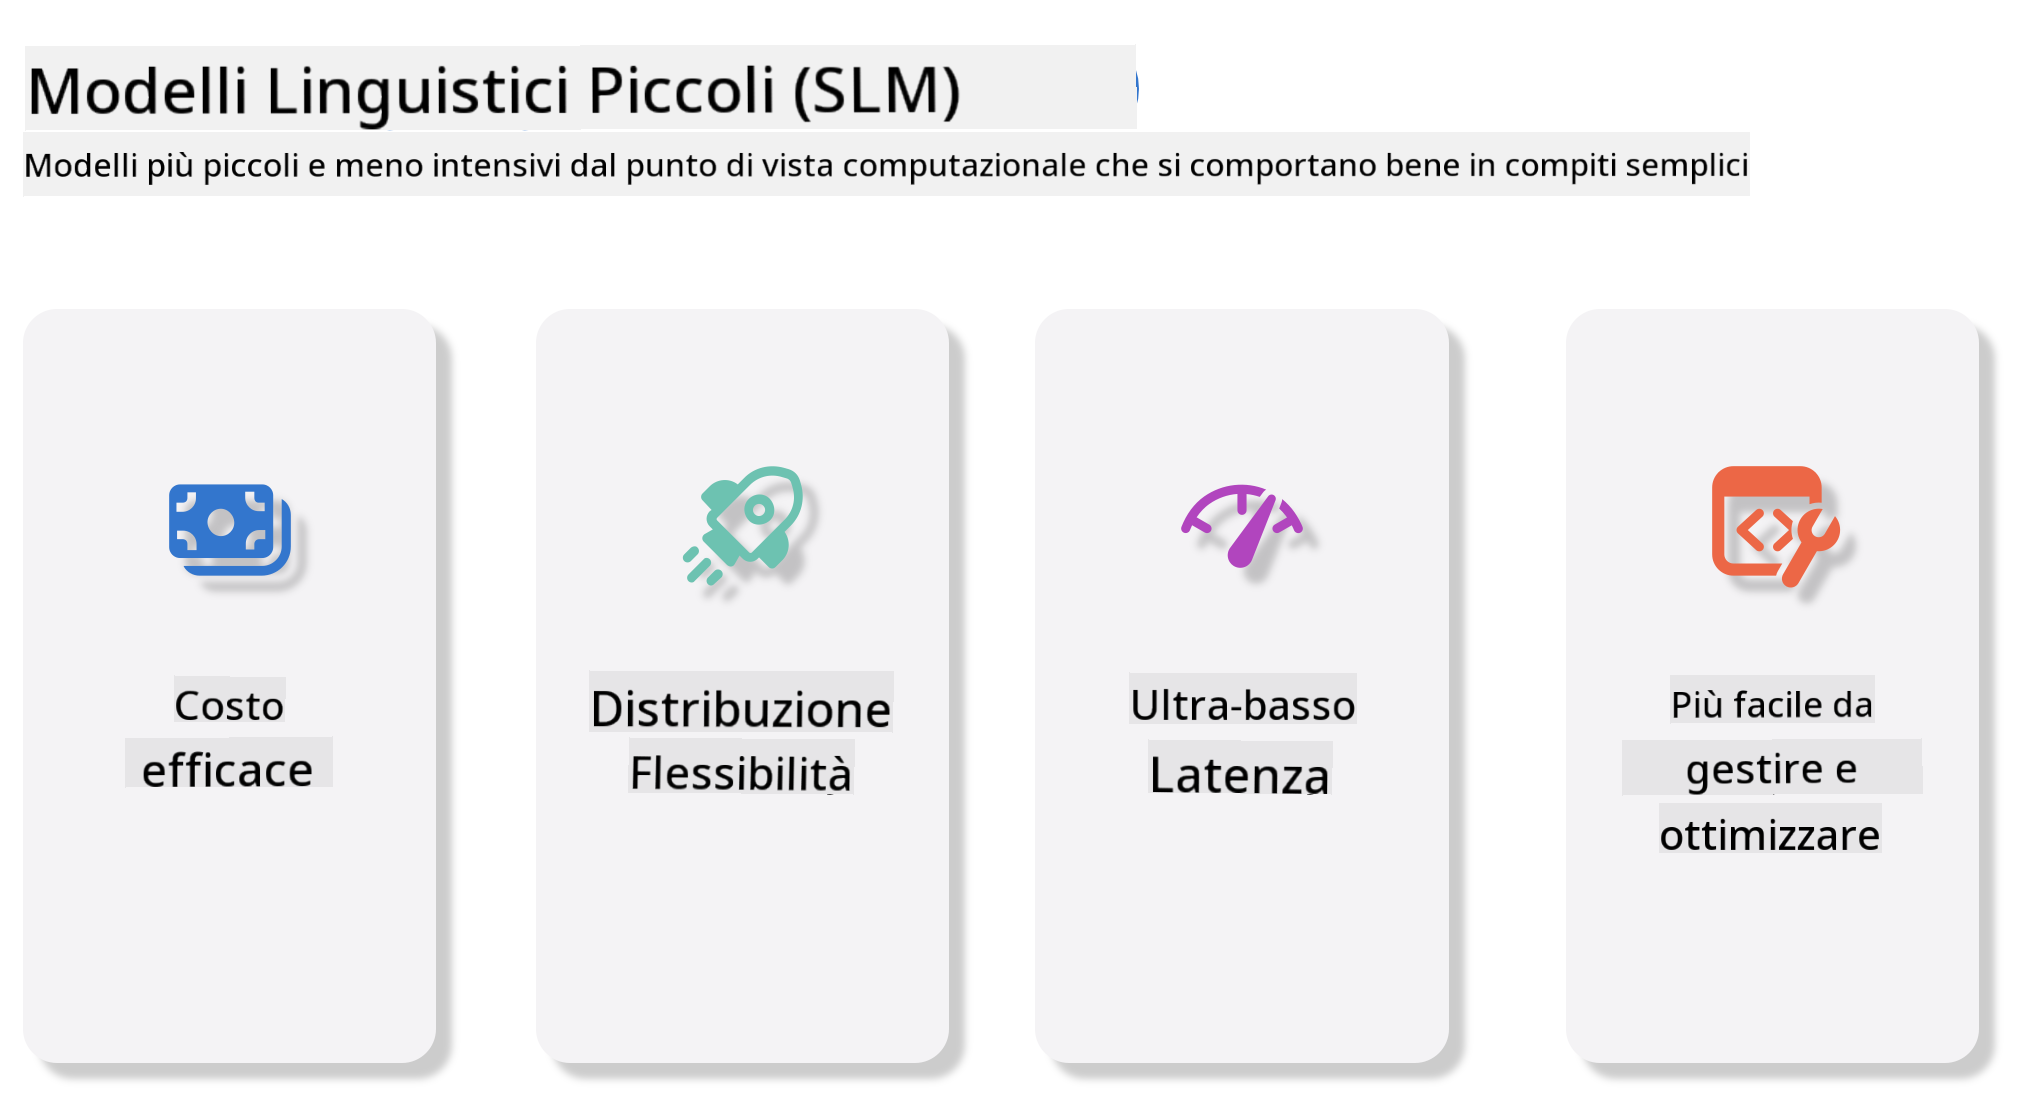 Modelli Linguistici Piccoli (SLM)
Modelli più piccoli e meno intensivi dal punto di vista computazionale che si comportano bene in compiti semplici
Costo
efficace
Distribuzione
Flessibilità
Ultra-basso
Latenza
Più facile da
gestire e
ottimizzare